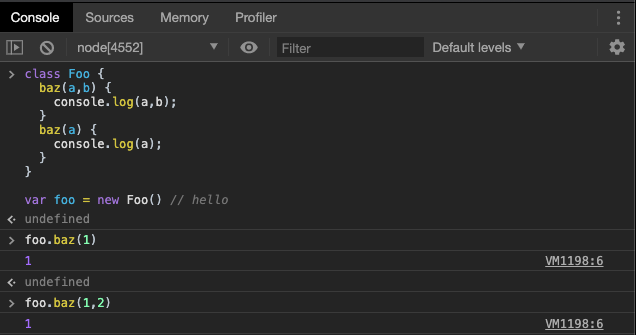 Console Sources Memory Profiler
node[4552] ▼ Filter Default levels ▼
> class Foo {
baz(a,b) {
console.log(a,b);
}
baz(a) {
console.log(a);
}
}
var foo = new Foo() // hello
undefined
> foo.baz(1)
1 VM1198:6
undefined
> foo.baz(1,2)
1 VM1198:6